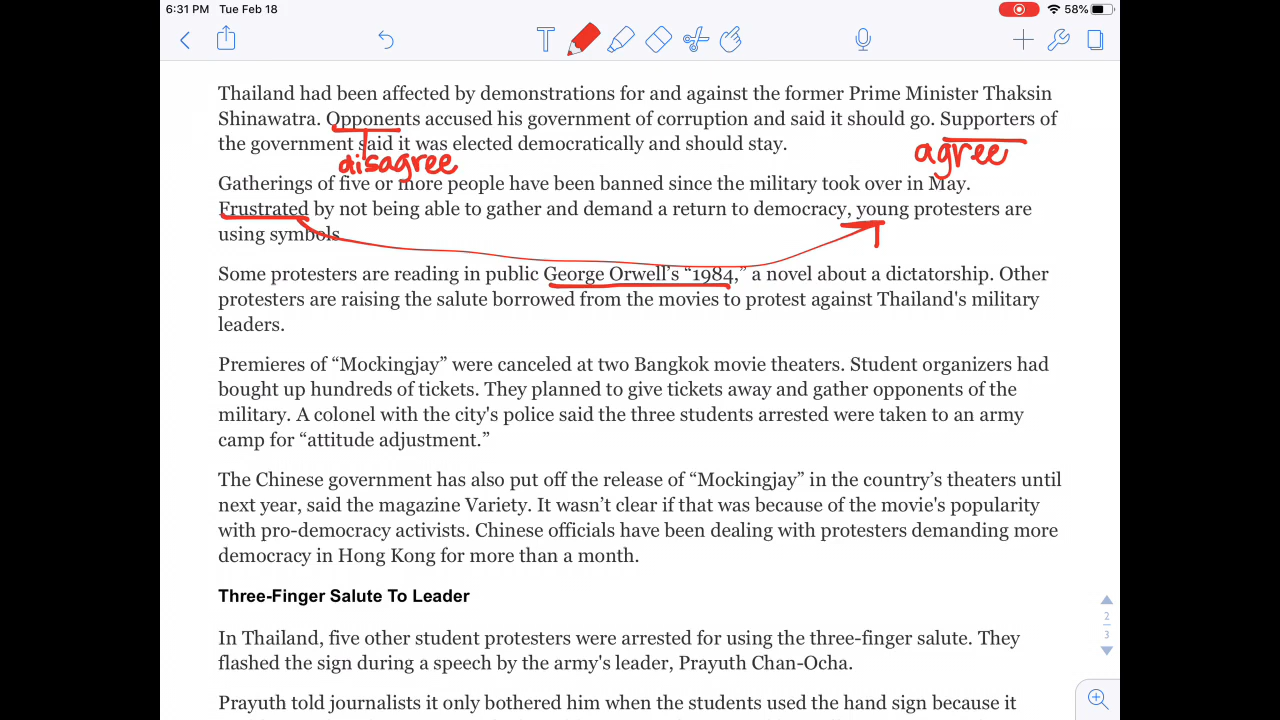 6:31 PM Tue Feb 18
58%
Thailand had been affected by demonstrations for and against the former Prime Minister Thaksin
Shinawatra. Opponents accused his government of corruption and said it should go. Supporters of
the government said it was elected democratically and should stay.
disagree
agree
Gatherings of five or more people have been banned since the military took over in May.
Frustrated by not being able to gather and demand a return to democracy, young protesters are
using symbols.
Some protesters are reading in public George Orwell’s “1984,” a novel about a dictatorship. Other
protesters are raising the salute borrowed from the movies to protest against Thailand's military
leaders.
Premieres of “Mockingjay” were canceled at two Bangkok movie theaters. Student organizers had
bought up hundreds of tickets. They planned to give tickets away and gather opponents of the
military. A colonel with the city's police said the three students arrested were taken to an army
camp for “attitude adjustment.”
The Chinese government has also put off the release of “Mockingjay” in the country’s theaters until
next year, said the magazine Variety. It wasn’t clear if that was because of the movie's popularity
with pro-democracy activists. Chinese officials have been dealing with protesters demanding more
democracy in Hong Kong for more than a month.
Three-Finger Salute To Leader
In Thailand, five other student protesters were arrested for using the three-finger salute. They
flashed the sign during a speech by the army's leader, Prayuth Chan-Ocha.
Prayuth told journalists it only bothered him when the students used the hand sign because it
2
3